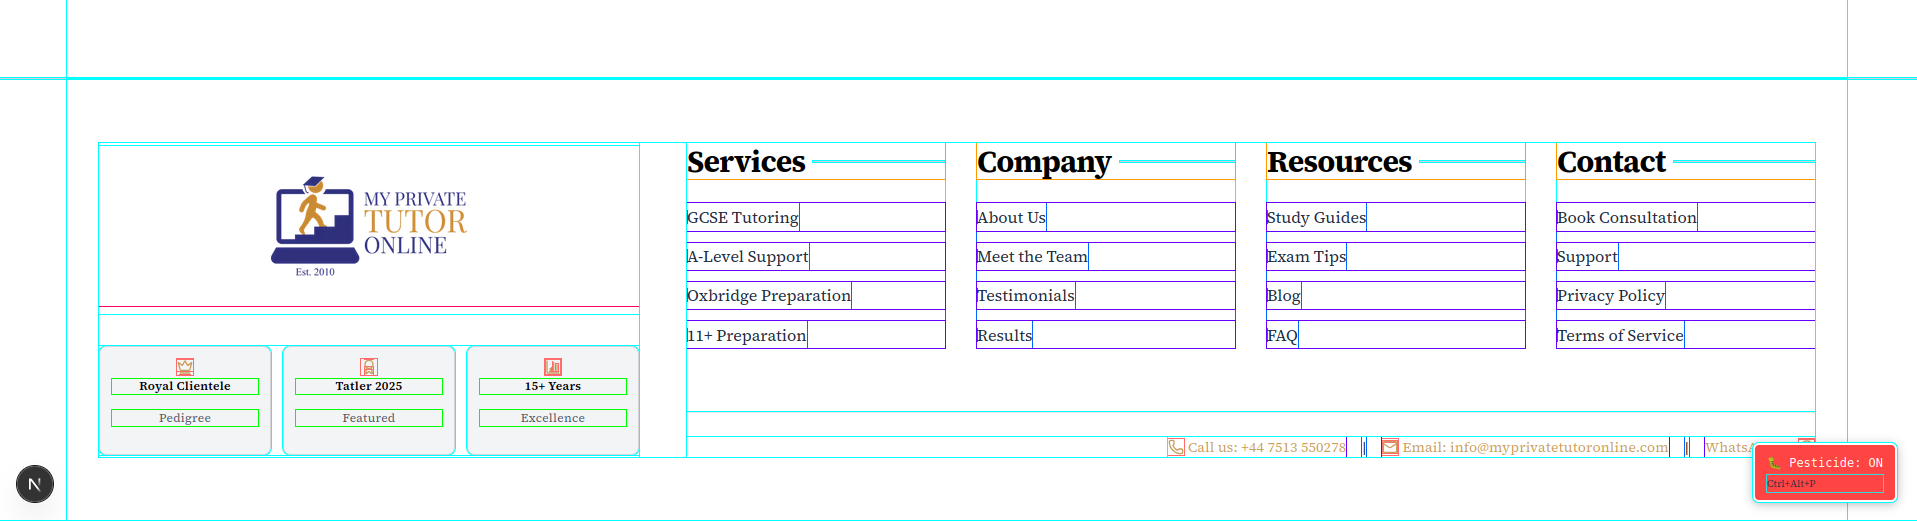 MY PRIVATE
TUTOR
ONLINE
Est. 2010
Royal Clientele
Pedigree
Tatler 2025
Featured
15+ Years
Excellence
Services
GCSE Tutoring
A-Level Support
Oxbridge Preparation
11+ Preparation
Company
About Us
Meet the Team
Testimonials
Results
Resources
Study Guides
Exam Tips
Blog
FAQ
Contact
Book Consultation
Support
Privacy Policy
Terms of Service
Call us: +44 7513 550278 | Email: info@myprivatetutoronline.com |
N
Pesticide: ON
Ctrl+Alt+P